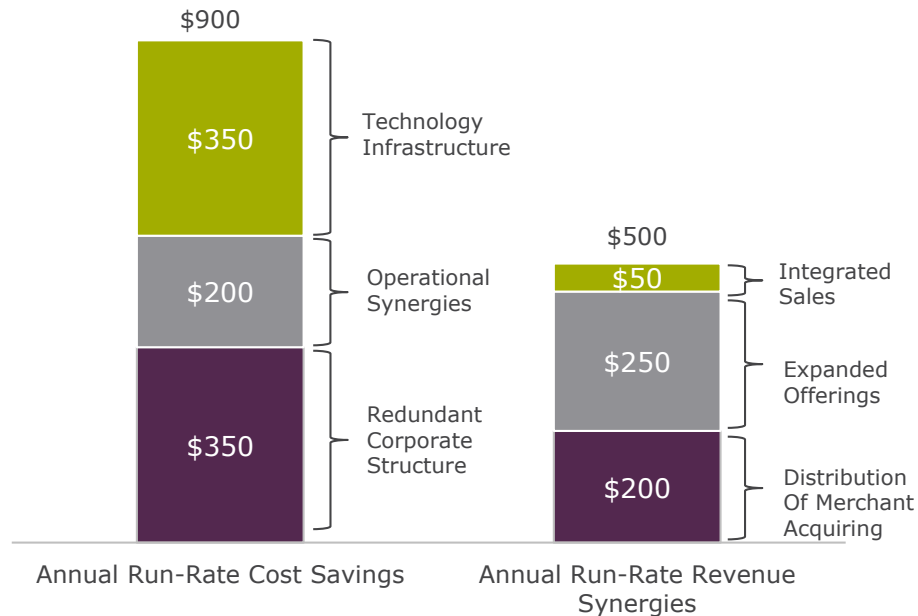 $900
$350
Technology
Infrastructure
$200
Operational
Synergies
$350
Redundant
Corporate
Structure
Annual Run-Rate Cost Savings
$500
$50
Integrated
Sales
$250
Expanded
Offerings
$200
Distribution
Of Merchant
Acquiring
Annual Run-Rate Revenue
Synergies